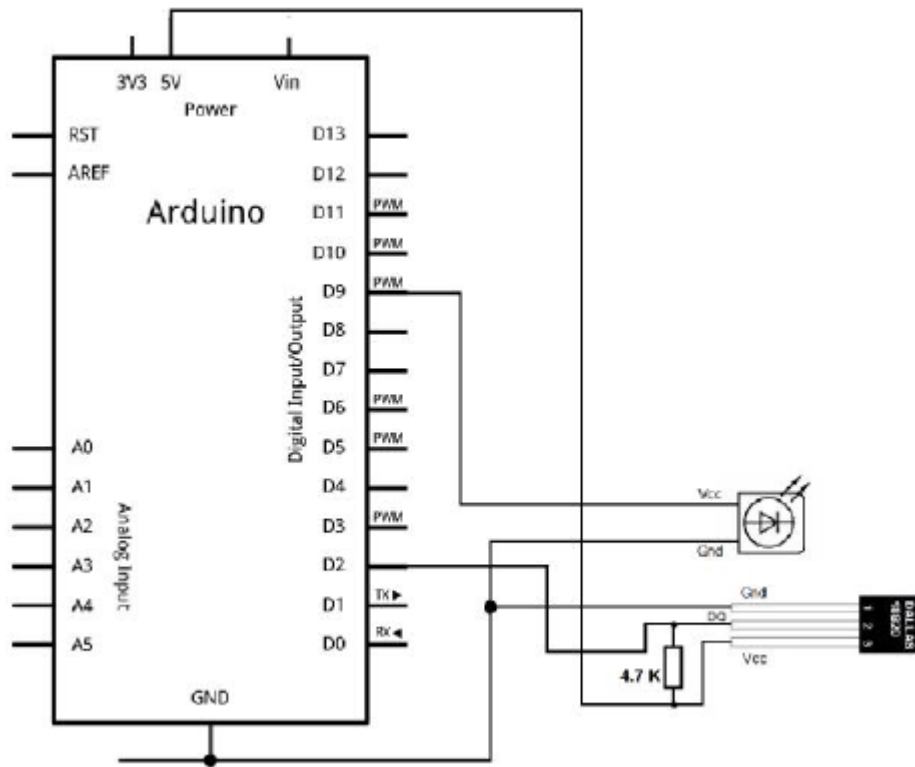 3V3 5V Vin
Power
RST D13
AREF D12
Arduino
PWM
D11
PWM
D10
PWM
D9
D8
Digital Input/Output
D7
PWM
D6
PWM
A0 D5
A1 D4
Analog Input
PWM
A2 D3
A3 D2
TX ▶
A4 D1
RX ◀
A5 D0
GND
Vcc
Gnd
Gnd
DQ
Vcc
4.7 K
1 2 3
DALLAS
18B20